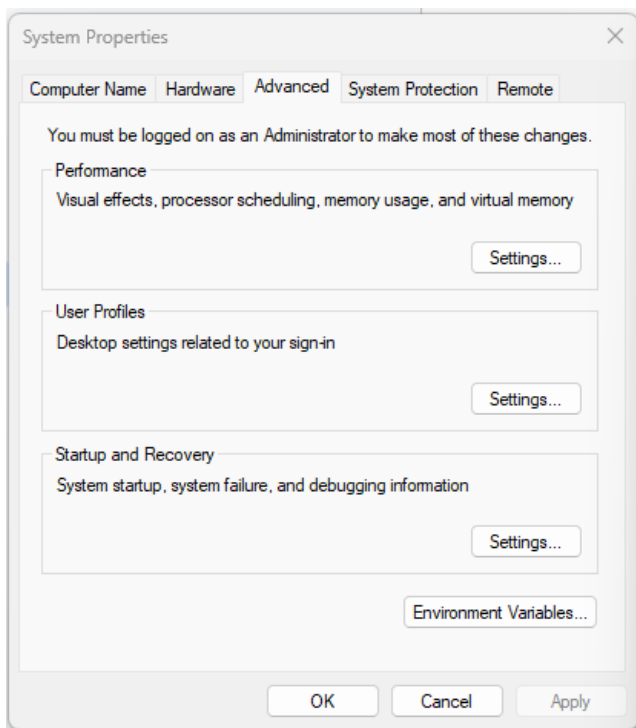 System Properties
Computer Name Hardware Advanced System Protection Remote
You must be logged on as an Administrator to make most of these changes.
Performance
Visual effects, processor scheduling, memory usage, and virtual memory
Settings...
User Profiles
Desktop settings related to your sign-in
Settings...
Startup and Recovery
System startup, system failure, and debugging information
Settings...
Environment Variables...
OK Cancel Apply